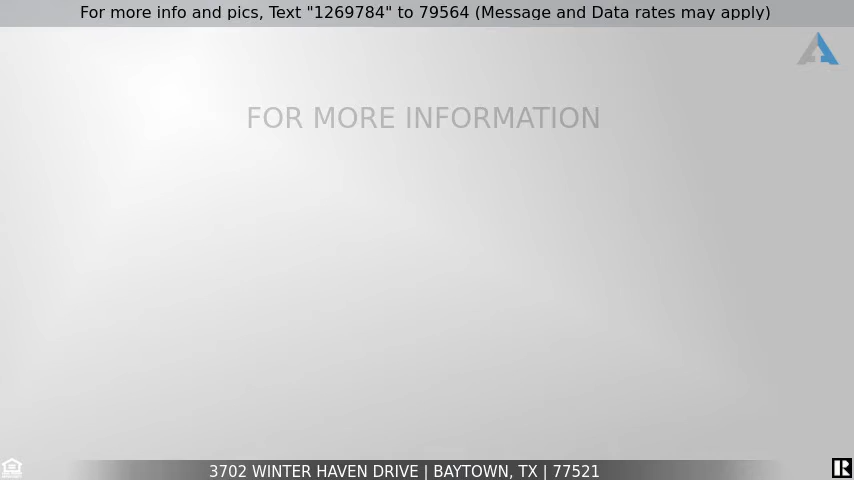 For more info and pics, Text "1269784" to 79564 (Message and Data rates may apply)
FOR MORE INFORMATION
3702 WINTER HAVEN DRIVE | BAYTOWN, TX | 77521